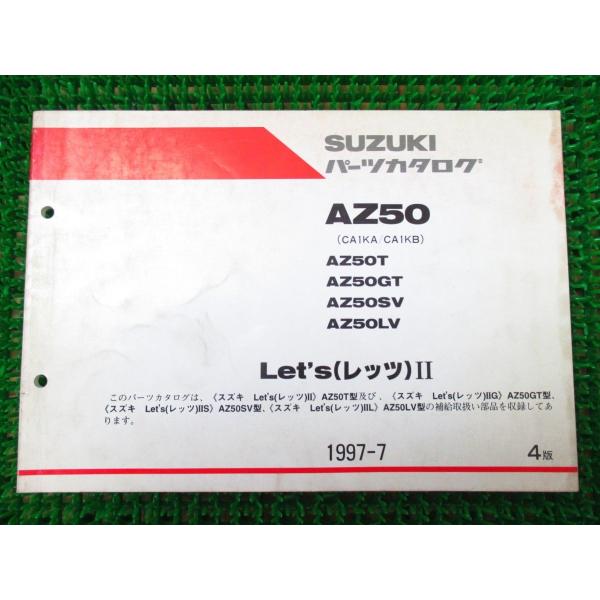 SUZUKI
パーツカタログ
AZ50
(CA1KA/CA1KB)
AZ50T
AZ50GT
AZ50SV
AZ50LV
Let's(レッツ)II
このパーツカタログは、〈スズキ Let's(レッツ)II〉AZ50T型及び、〈スズキ Let's(レッツ)IIG〉AZ50GT型、
〈スズキ Let's(レッツ)IIS〉AZ50SV型、〈スズキ Let's(レッツ)IIL〉AZ50LV型の補給取扱い部品を収録してあ
ります。
1997-7
4版